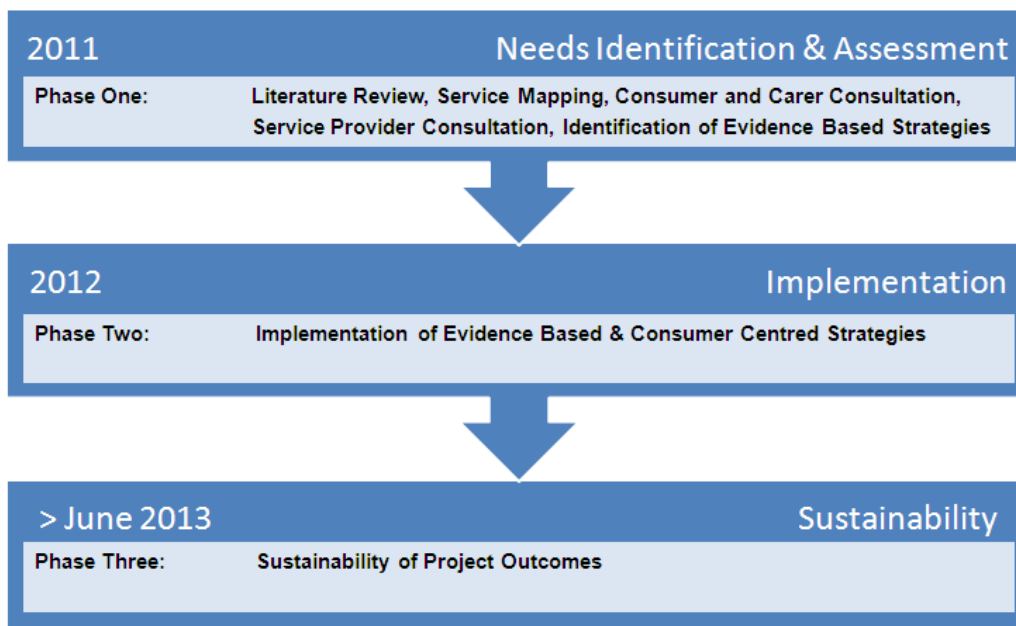 2011 Needs Identification & Assessment
Phase One: Literature Review, Service Mapping, Consumer and Carer Consultation,
Service Provider Consultation, Identification of Evidence Based Strategies
2012 Implementation
Phase Two: Implementation of Evidence Based & Consumer Centred Strategies
> June 2013 Sustainability
Phase Three: Sustainability of Project Outcomes